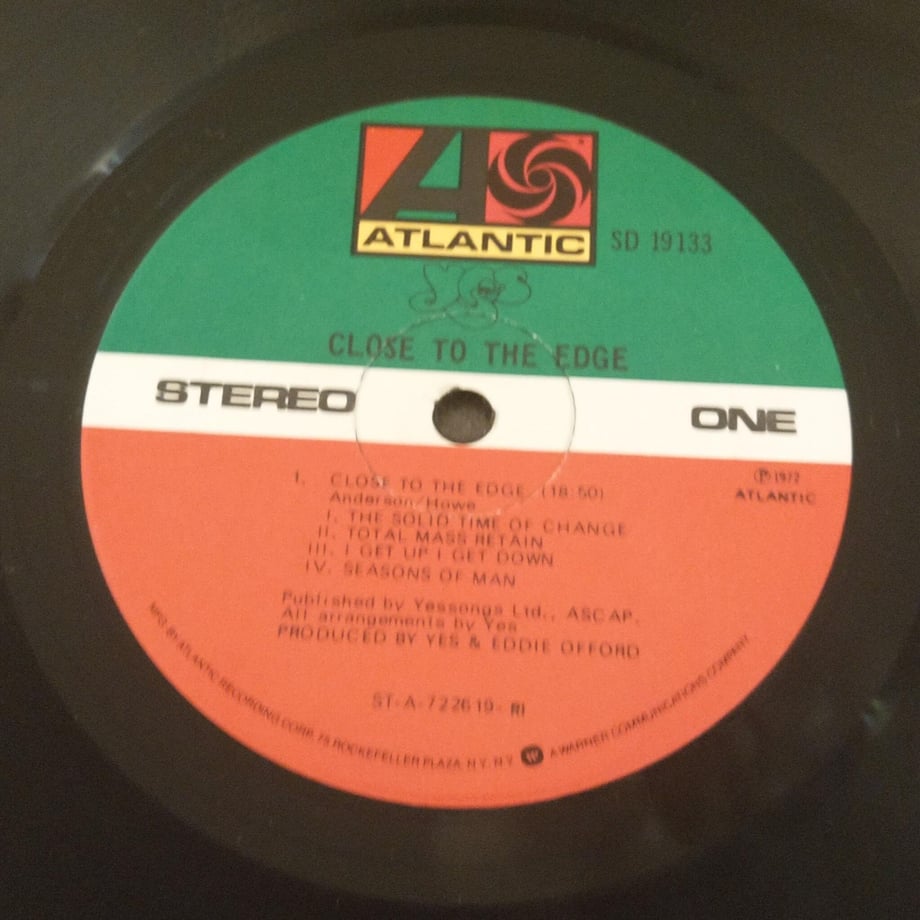 ATLANTIC
SD 19133
Yes
CLOSE TO THE EDGE
STEREO
ONE
1. CLOSE TO THE EDGE (18:50)
Anderson/Howe
I. THE SOLID TIME OF CHANGE
II. TOTAL MASS RETAIN
III. I GET UP I GET DOWN
IV. SEASONS OF MAN
℗ 1972
ATLANTIC
Published by Yessongs Ltd., ASCAP.
All arrangements by Yes
PRODUCED BY YES & EDDIE OFFORD
ST-A-722619- RI
MFG. BY ATLANTIC RECORDING CORP. 75 ROCKEFELLER PLAZA, N.Y. N.Y. W A WARNER COMMUNICATIONS COMPANY